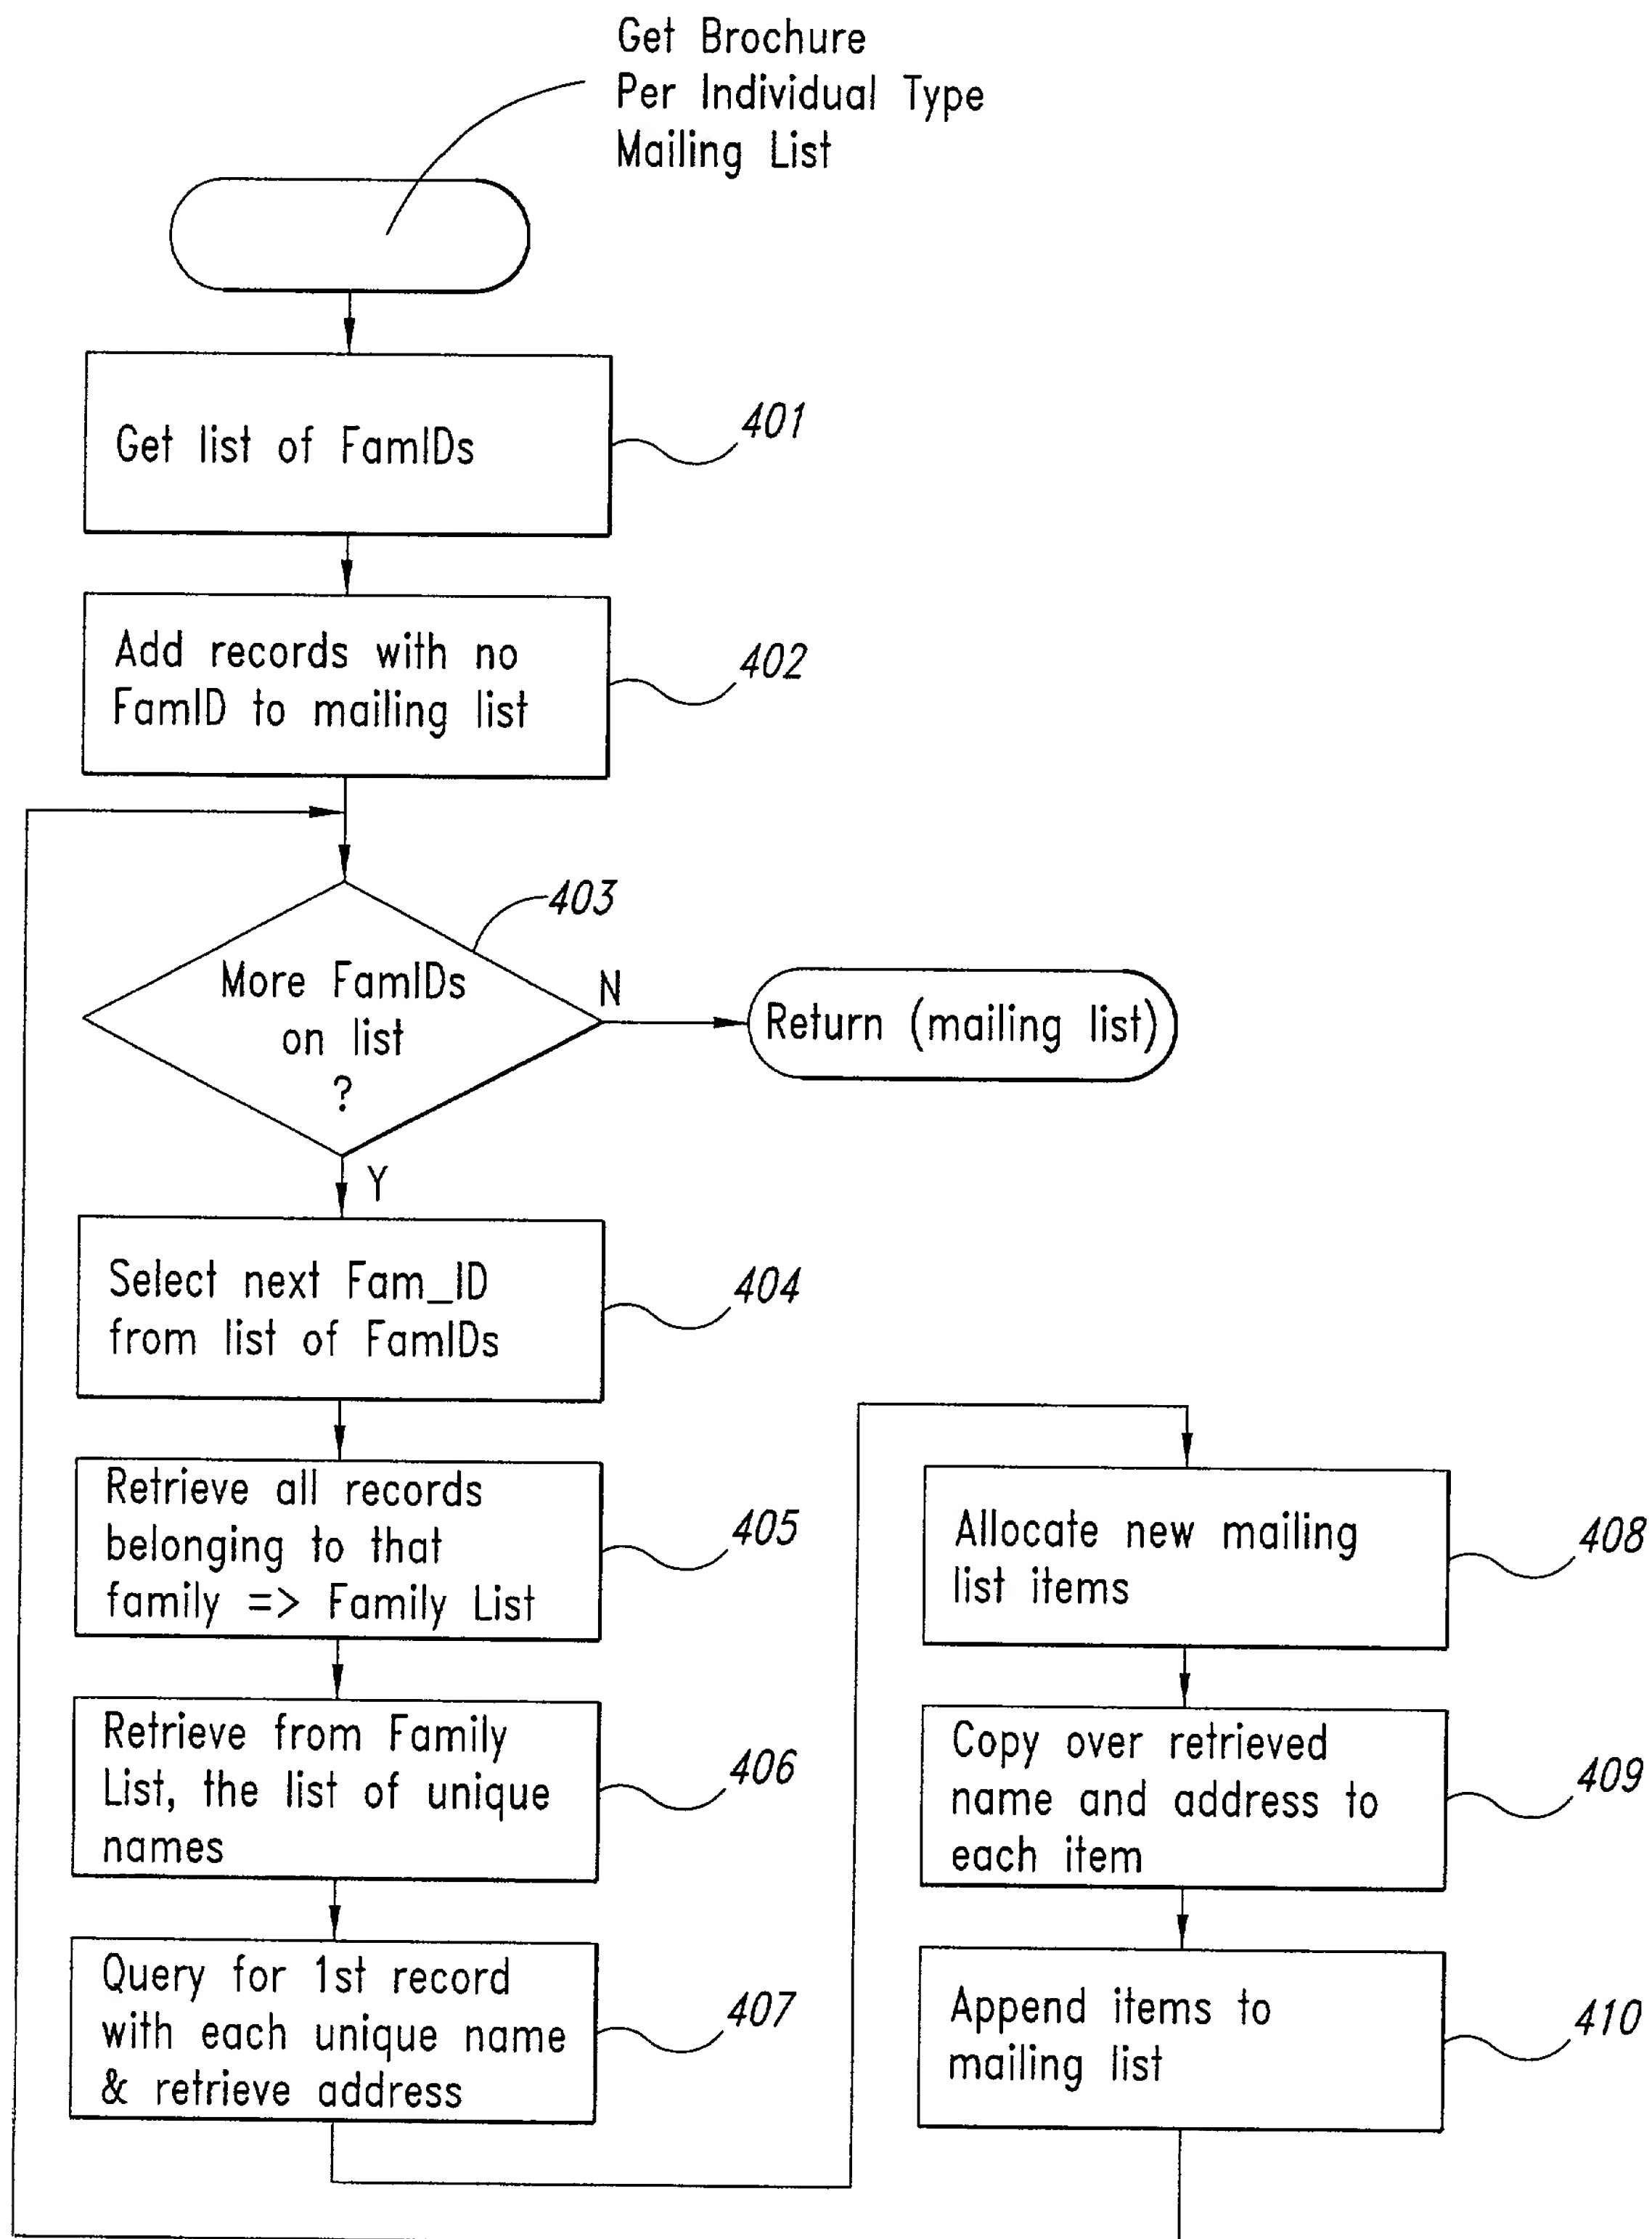 Get Brochure
Per Individual Type
Mailing List
Get list of FamIDs
401
Add records with no
FamID to mailing list
402
403
More FamIDs
on list
?
N
Return (mailing list)
Y
Select next Fam_ID
from list of FamIDs
404
Retrieve all records
belonging to that
family => Family List
405
Retrieve from Family
List, the list of unique
names
406
Query for 1st record
with each unique name
& retrieve address
407
Allocate new mailing
list items
408
Copy over retrieved
name and address to
each item
409
Append items to
mailing list
410